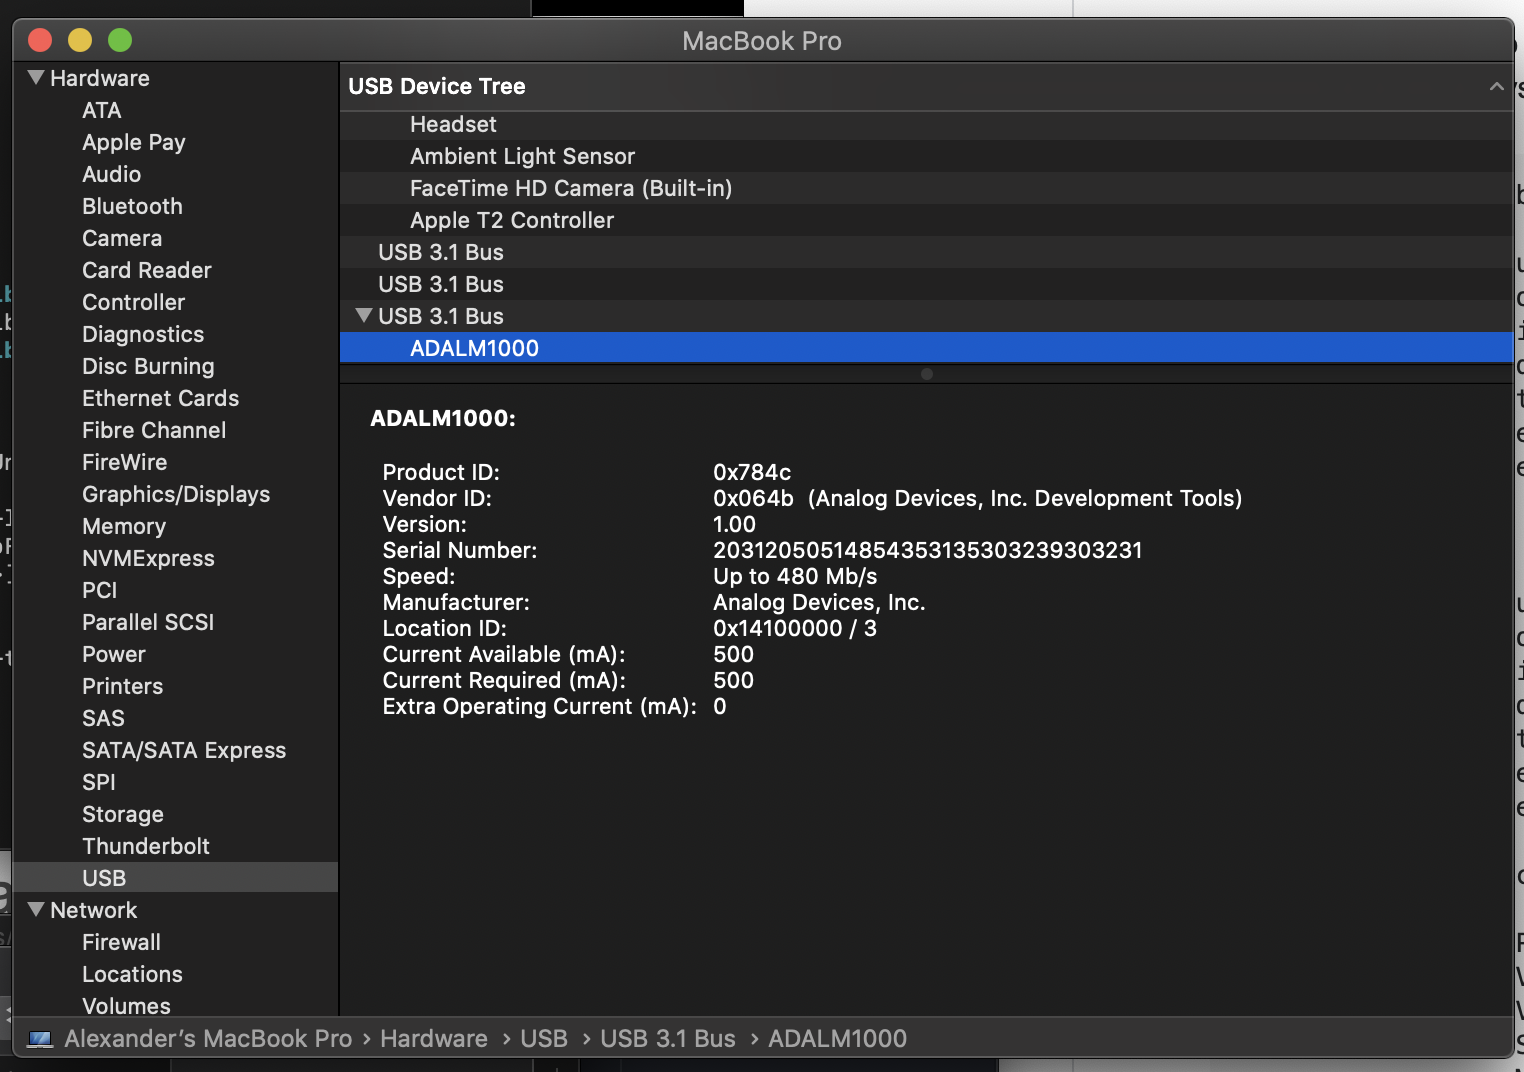 MacBook Pro
Hardware
ATA
Apple Pay
Audio
Bluetooth
Camera
Card Reader
Controller
Diagnostics
Disc Burning
Ethernet Cards
Fibre Channel
FireWire
Graphics/Displays
Memory
NVMExpress
PCI
Parallel SCSI
Power
Printers
SAS
SATA/SATA Express
SPI
Storage
Thunderbolt
USB
Network
Firewall
Locations
Volumes
USB Device Tree
Headset
Ambient Light Sensor
FaceTime HD Camera (Built-in)
Apple T2 Controller
USB 3.1 Bus
USB 3.1 Bus
USB 3.1 Bus
ADALM1000
ADALM1000:
Product ID: 0x784c
Vendor ID: 0x064b (Analog Devices, Inc. Development Tools)
Version: 1.00
Serial Number: 2031205051485435313530323930323​1
Speed: Up to 480 Mb/s
Manufacturer: Analog Devices, Inc.
Location ID: 0x14100000 / 3
Current Available (mA): 500
Current Required (mA): 500
Extra Operating Current (mA): 0
Alexander’s MacBook Pro › Hardware › USB › USB 3.1 Bus › ADALM1000